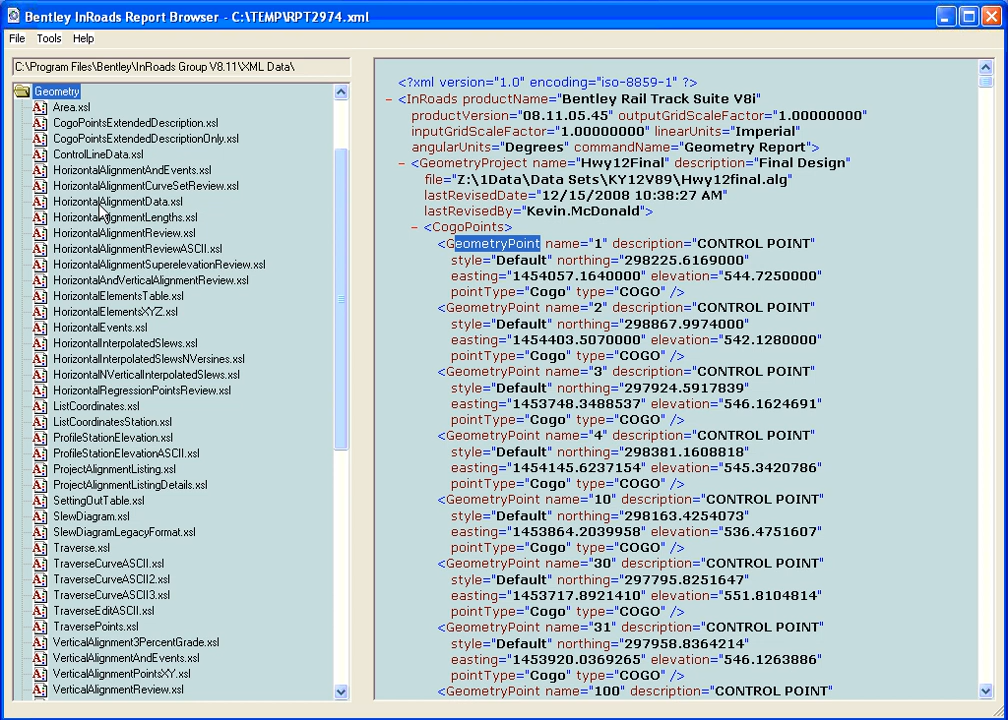 Bentley InRoads Report Browser - C:\TEMP\RPT2974.xml
File Tools Help
C:\Program Files\Bentley\InRoads Group V8.11\XML Data\
Geometry
Area.xsl
CogoPointsExtendedDescription.xsl
CogoPointsExtendedDescriptionOnly.xsl
ControlLineData.xsl
HorizontalAlignmentAndEvents.xsl
HorizontalAlignmentCurveSetReview.xsl
HorizontalAlignmentData.xsl
HorizontalAlignmentLengths.xsl
HorizontalAlignmentReview.xsl
HorizontalAlignmentReviewASCII.xsl
HorizontalAlignmentSuperelevationReview.xsl
HorizontalAndVerticalAlignmentReview.xsl
HorizontalElementsTable.xsl
HorizontalElementsXYZ.xsl
HorizontalEvents.xsl
HorizontalInterpolatedSlews.xsl
HorizontalInterpolatedSlewsNVersines.xsl
HorizontalNVerticalInterpolatedSlews.xsl
HorizontalRegressionPointsReview.xsl
ListCoordinates.xsl
ListCoordinatesStation.xsl
ProfileStationElevation.xsl
ProfileStationElevationASCII.xsl
ProjectAlignmentListing.xsl
ProjectAlignmentListingDetails.xsl
SettingOutTable.xsl
SlewDiagram.xsl
SlewDiagramLegacyFormat.xsl
Traverse.xsl
TraverseCurveASCII.xsl
TraverseCurveASCII2.xsl
TraverseCurveASCII3.xsl
TraverseEditASCII.xsl
TraversePoints.xsl
VerticalAlignment3PercentGrade.xsl
VerticalAlignmentAndEvents.xsl
VerticalAlignmentPointsXY.xsl
VerticalAlignmentReview.xsl
<?xml version="1.0" encoding="iso-8859-1" ?>
- <InRoads productName="Bentley Rail Track Suite V8i"
productVersion="08.11.05.45" outputGridScaleFactor="1.00000000"
inputGridScaleFactor="1.00000000" linearUnits="Imperial"
angularUnits="Degrees" commandName="Geometry Report">
- <GeometryProject name="Hwy12Final" description="Final Design"
file="Z:\1Data\Data Sets\KY12V89\Hwy12final.alg"
lastRevisedDate="12/15/2008 10:38:27 AM"
lastRevisedBy="Kevin.McDonald">
- <CogoPoints>
<GeometryPoint name="1" description="CONTROL POINT"
style="Default" northing="298225.6169000"
easting="1454057.1640000" elevation="544.7250000"
pointType="Cogo" type="COGO" />
<GeometryPoint name="2" description="CONTROL POINT"
style="Default" northing="298867.9974000"
easting="1454403.5070000" elevation="542.1280000"
pointType="Cogo" type="COGO" />
<GeometryPoint name="3" description="CONTROL POINT"
style="Default" northing="297924.5917839"
easting="1453748.3488537" elevation="546.1624691"
pointType="Cogo" type="COGO" />
<GeometryPoint name="4" description="CONTROL POINT"
style="Default" northing="298381.1608818"
easting="1454145.6237154" elevation="545.3420786"
pointType="Cogo" type="COGO" />
<GeometryPoint name="10" description="CONTROL POINT"
style="Default" northing="298163.4254073"
easting="1453864.2039958" elevation="536.4751607"
pointType="Cogo" type="COGO" />
<GeometryPoint name="30" description="CONTROL POINT"
style="Default" northing="297795.8251647"
easting="1453717.8921410" elevation="551.8104814"
pointType="Cogo" type="COGO" />
<GeometryPoint name="31" description="CONTROL POINT"
style="Default" northing="297958.8364214"
easting="1453920.0369265" elevation="546.1263886"
pointType="Cogo" type="COGO" />
<GeometryPoint name="100" description="CONTROL POINT"